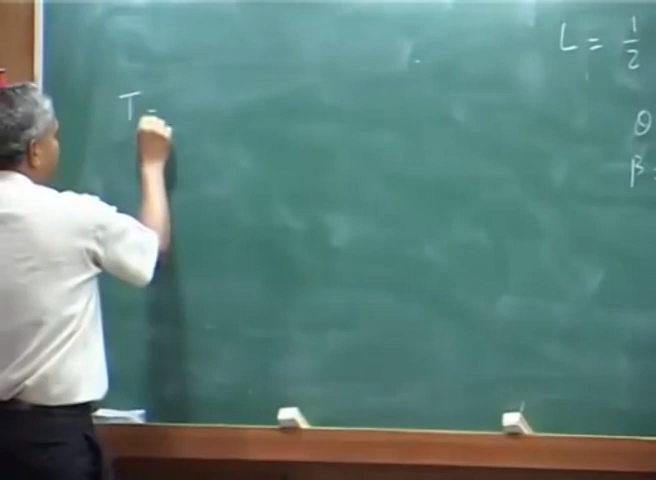 T =
L = 1/2
θ
β =